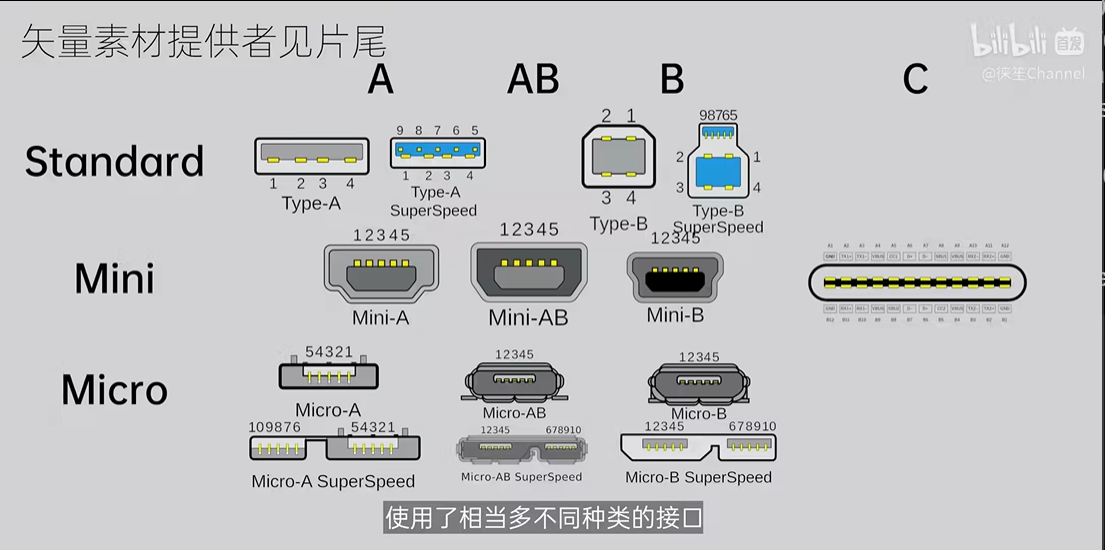 矢量素材提供者见片尾
bilibili 首发
@徕笙Channel
A AB B C
Standard
9 8 7 6 5
1 2 3 4
1 2 3 4
Type-A
Type-A
SuperSpeed
2 1
3 4
Type-B
98765
2 1
3 4
Type-B
SuperSpeed
Mini
12345
Mini-A
12345
Mini-AB
12345
Mini-B
A1 A2 A3 A4 A5 A6 A7 A8 A9 A10 A11 A12
GND TX1+ TX1- VBUS CC1 D+ D- SBU1 VBUS RX2- RX2+ GND
GND RX1+ RX1- VBUS D- D+ CC2 VBUS TX2- TX2+ GND
B12 B11 B10 B9 B8 B7 B6 B5 B4 B3 B2 B1
Micro
54321
Micro-A
12345
Micro-AB
12345
Micro-B
109876 54321
Micro-A SuperSpeed
12345 678910
Micro-AB SuperSpeed
12345 678910
Micro-B SuperSpeed
使用了相当多不同种类的接口